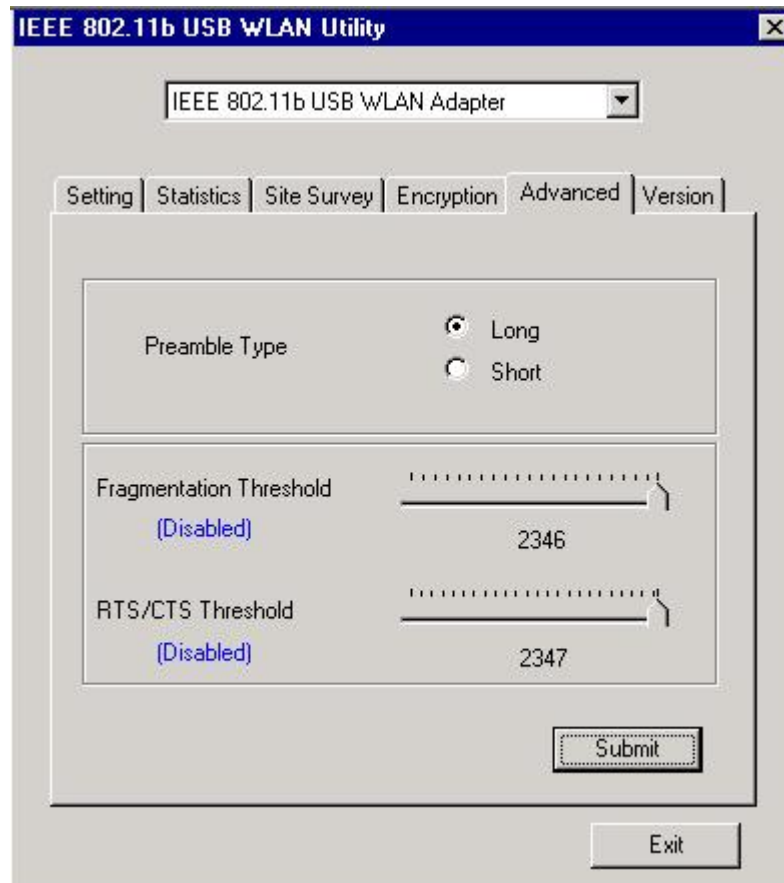 IEEE 802.11b USB WLAN Utility
IEEE 802.11b USB WLAN Adapter
Setting Statistics Site Survey Encryption Advanced Version
Preamble Type
Long
Short
Fragmentation Threshold
(Disabled)
2346
RTS/CTS Threshold
(Disabled)
2347
Submit
Exit